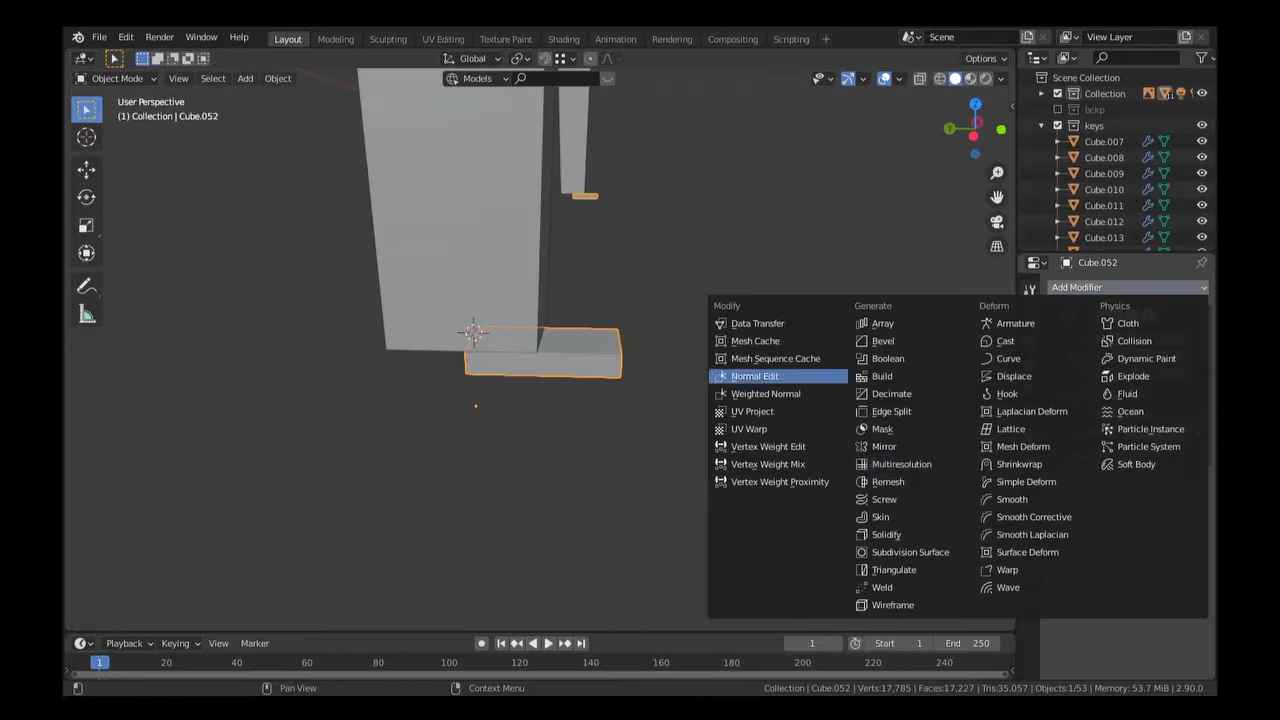 File Edit Render Window Help Layout Modeling Sculpting UV Editing Texture Paint Shading Animation Rendering Compositing Scripting + Scene View Layer
Global Options
Object Mode View Select Add Object Models
User Perspective
(1) Collection | Cube.052
Scene Collection
Collection
bckp
keys
Cube.007
Cube.008
Cube.009
Cube.010
Cube.011
Cube.012
Cube.013
Cube.052
Add Modifier
Modify
Data Transfer
Mesh Cache
Mesh Sequence Cache
Normal Edit
Weighted Normal
UV Project
UV Warp
Vertex Weight Edit
Vertex Weight Mix
Vertex Weight Proximity
Generate
Array
Bevel
Boolean
Build
Decimate
Edge Split
Mask
Mirror
Multiresolution
Remesh
Screw
Skin
Solidify
Subdivision Surface
Triangulate
Weld
Wireframe
Deform
Armature
Cast
Curve
Displace
Hook
Laplacian Deform
Lattice
Mesh Deform
Shrinkwrap
Simple Deform
Smooth
Smooth Corrective
Smooth Laplacian
Surface Deform
Warp
Wave
Physics
Cloth
Collision
Dynamic Paint
Explode
Fluid
Ocean
Particle Instance
Particle System
Soft Body
Playback Keying View Marker 1 Start 1 End 250
1 20 40 60 80 100 120 140 160 180 200 220 240
Pan View Context Menu Collection | Cube.052 | Verts:17,785 | Faces:17,227 | Tris:35,057 | Objects:1/53 | Memory: 53.7 MiB | 2.90.0